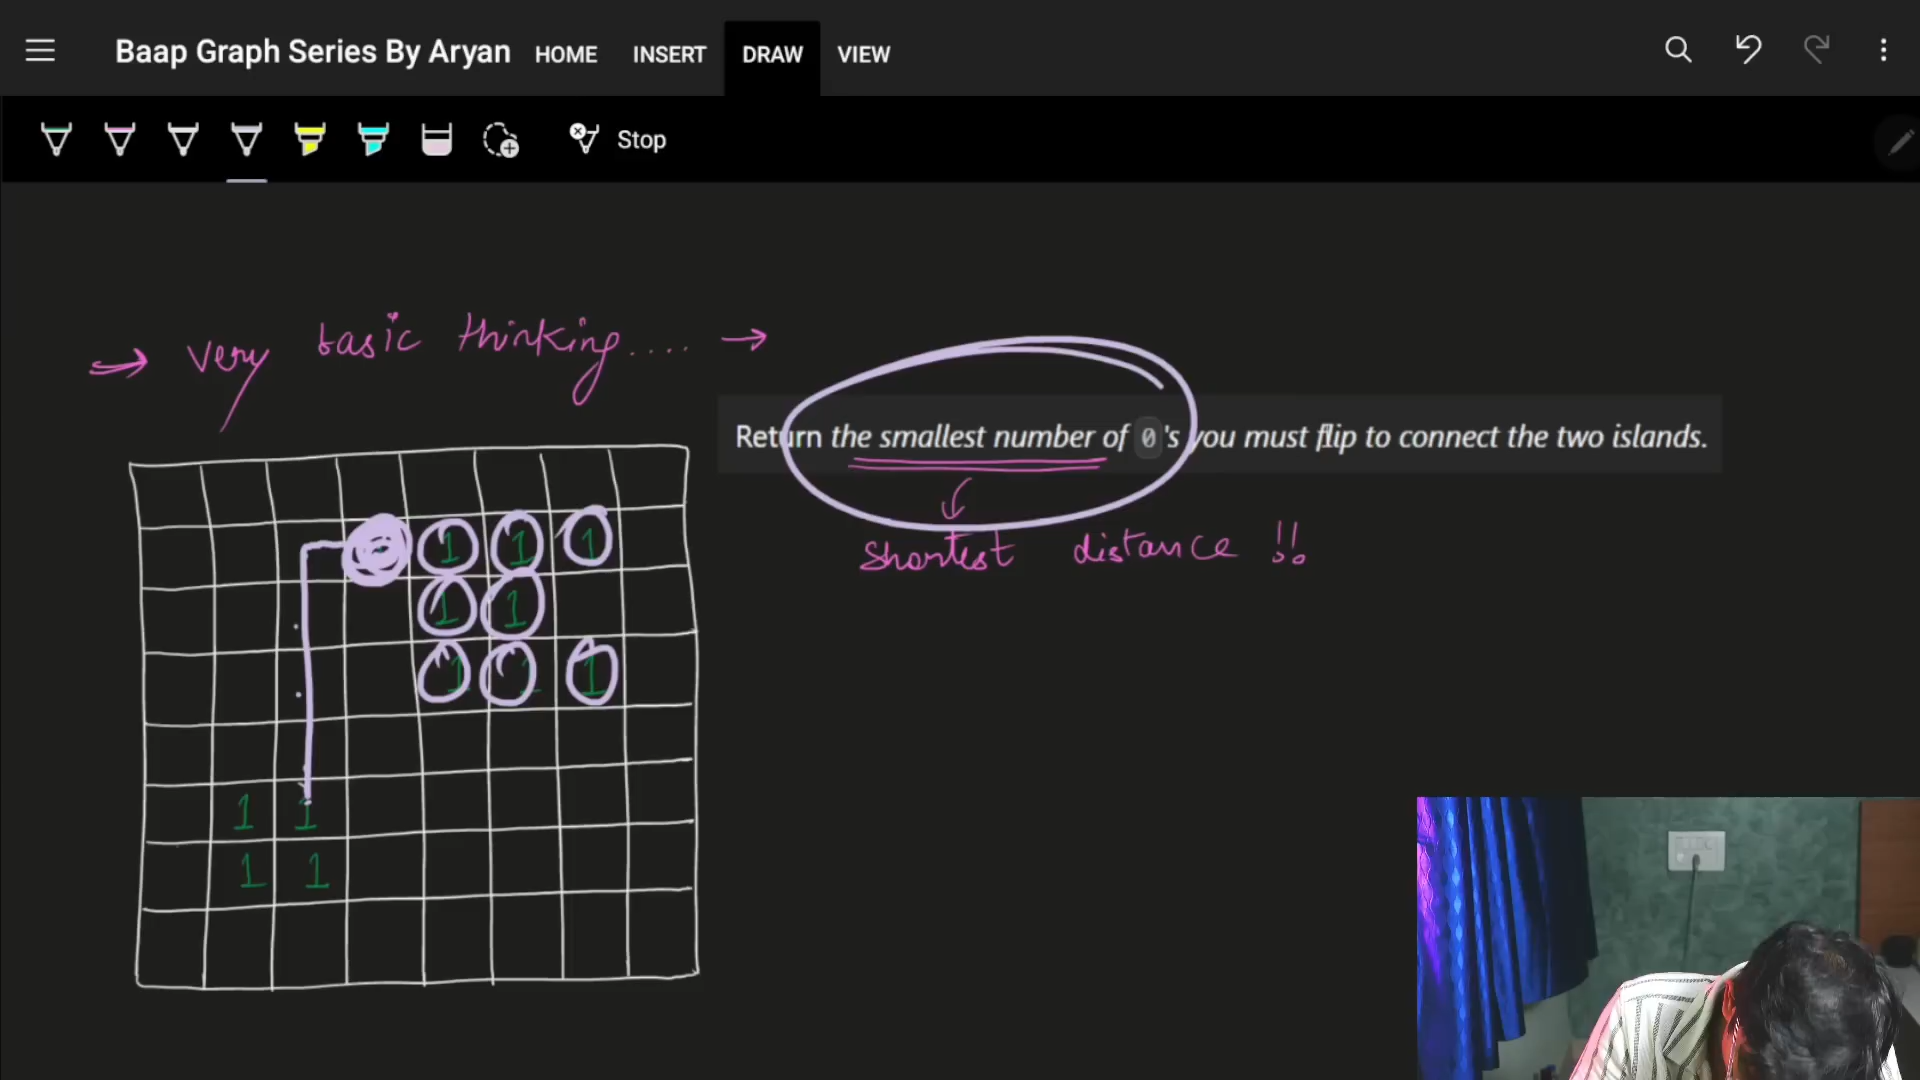 Baap Graph Series By Aryan HOME INSERT DRAW VIEW
Stop
⇒ very basic thinking.... →
Return the smallest number of 0's you must flip to connect the two islands.
↓
shortest distance !!
1 1 1
1 1
1 1 1
1 1
1 1